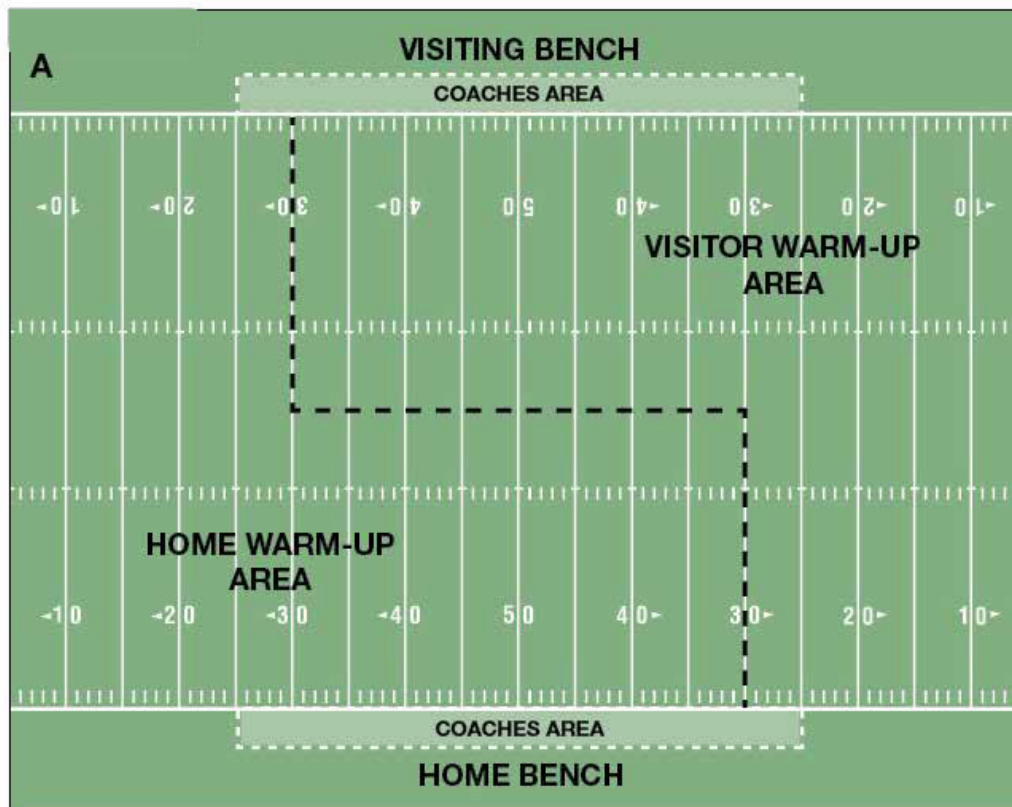 A
VISITING BENCH
COACHES AREA
◄10 ◄20 ◄30 ◄40 50 40► 30► 20► 10►
VISITOR WARM-UP
AREA
HOME WARM-UP
AREA
◄10 ◄20 ◄30 ◄40 50 40► 30► 20► 10►
COACHES AREA
HOME BENCH